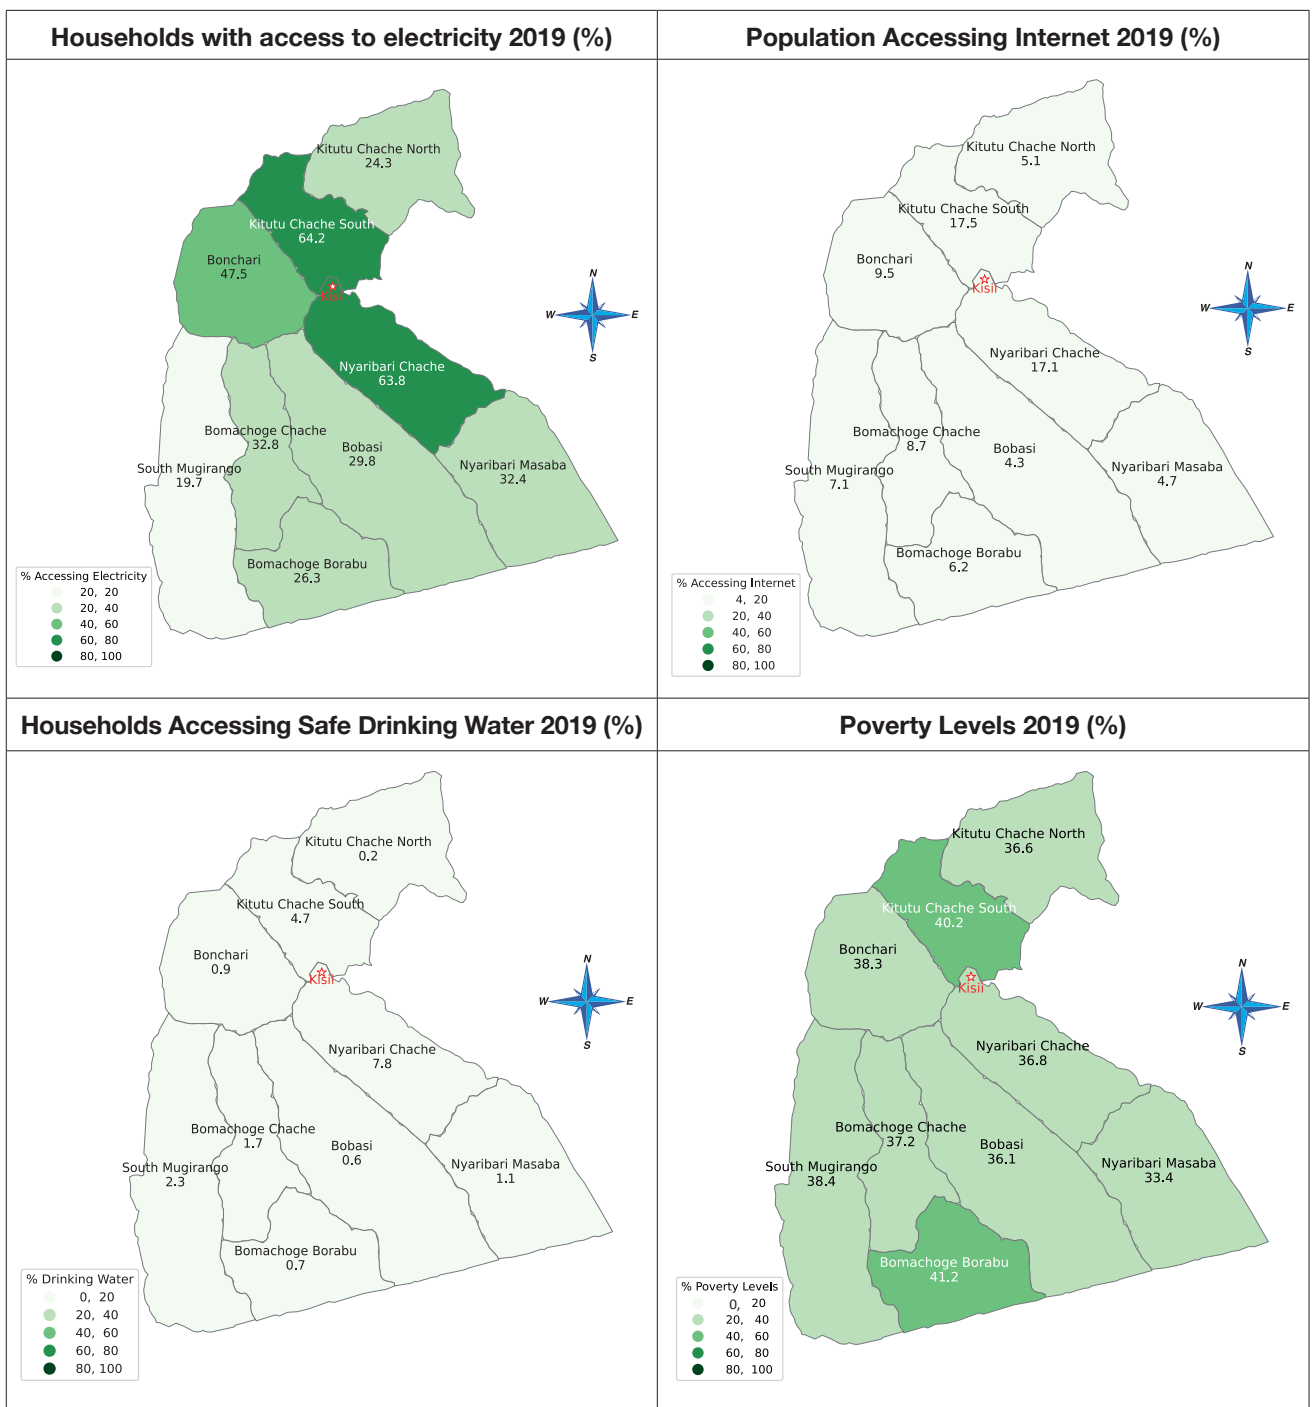 Households with access to electricity 2019 (%)
Kitutu Chache North
24.3
Kitutu Chache South
64.2
Bonchari
47.5
Kisii
N
W
E
S
Nyaribari Chache
63.8
Bomachoge Chache
32.8
Bobasi
29.8
South Mugirango
19.7
Nyaribari Masaba
32.4
Bomachoge Borabu
26.3
% Accessing Electricity
20, 20
20, 40
40, 60
60, 80
80, 100
Population Accessing Internet 2019 (%)
Kitutu Chache North
5.1
Kitutu Chache South
17.5
Bonchari
9.5
Kisii
N
W
E
S
Nyaribari Chache
17.1
Bomachoge Chache
8.7
Bobasi
4.3
South Mugirango
7.1
Nyaribari Masaba
4.7
Bomachoge Borabu
6.2
% Accessing Internet
4, 20
20, 40
40, 60
60, 80
80, 100
Households Accessing Safe Drinking Water 2019 (%)
Kitutu Chache North
0.2
Kitutu Chache South
4.7
Bonchari
0.9
Kisii
N
W
E
S
Nyaribari Chache
7.8
Bomachoge Chache
1.7
Bobasi
0.6
South Mugirango
2.3
Nyaribari Masaba
1.1
Bomachoge Borabu
0.7
% Drinking Water
0, 20
20, 40
40, 60
60, 80
80, 100
Poverty Levels 2019 (%)
Kitutu Chache North
36.6
Kitutu Chache South
40.2
Bonchari
38.3
Kisii
N
W
E
S
Nyaribari Chache
36.8
Bomachoge Chache
37.2
Bobasi
36.1
South Mugirango
38.4
Nyaribari Masaba
33.4
Bomachoge Borabu
41.2
% Poverty Levels
0, 20
20, 40
40, 60
60, 80
80, 100